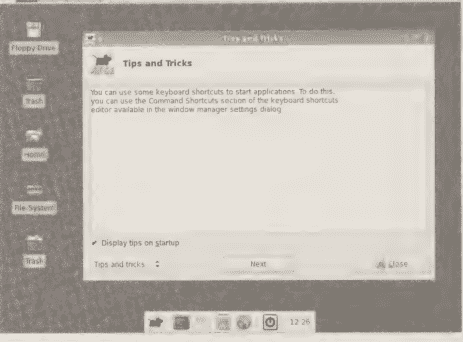 Floppy Drive
Trash
Home
File System
Trash
Tips and Tricks
Tips and Tricks
You can use some keyboard shortcuts to start applications. To do this,
you can use the Command Shortcuts section of the keyboard shortcuts
editor available in the window manager settings dialog
Display tips on startup
Tips and tricks
Next
Close
12:26